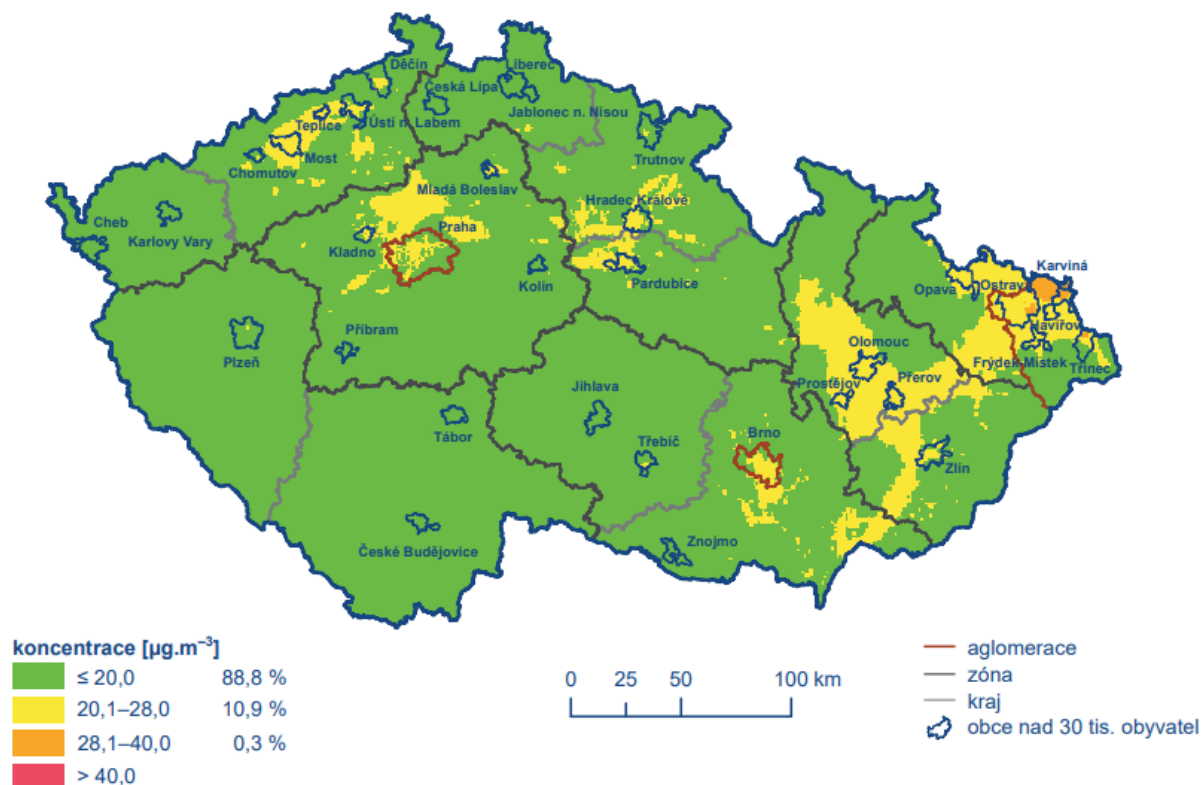 Děčín
Liberec
Česká Lípa
Jablonec n. Nisou
Teplice
Ústí n. Labem
Most
Chomutov
Trutnov
Mladá Boleslav
Hradec Králové
Cheb
Karlovy Vary
Praha
Kladno
Kolín
Pardubice
Karviná
Opava
Ostrava
Havířov
Příbram
Plzeň
Olomouc
Frýdek-Místek
Třinec
Prostějov
Přerov
Jihlava
Tábor
Třebíč
Brno
Zlín
České Budějovice
Znojmo
koncentrace [µg.m⁻³]
≤ 20,0 88,8 %
20,1–28,0 10,9 %
28,1–40,0 0,3 %
> 40,0
0 25 50 100 km
aglomerace
zóna
kraj
obce nad 30 tis. obyvatel